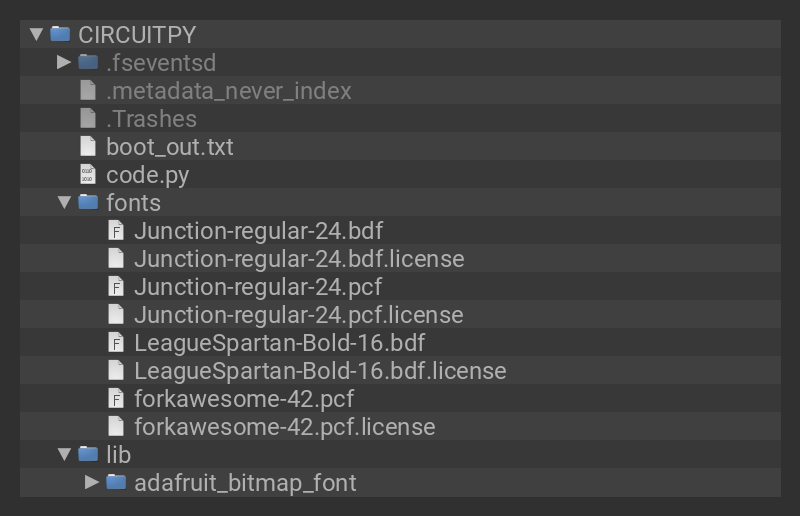 CIRCUITPY
.fseventsd
.metadata_never_index
.Trashes
boot_out.txt
code.py
fonts
Junction-regular-24.bdf
Junction-regular-24.bdf.license
Junction-regular-24.pcf
Junction-regular-24.pcf.license
LeagueSpartan-Bold-16.bdf
LeagueSpartan-Bold-16.bdf.license
forkawesome-42.pcf
forkawesome-42.pcf.license
lib
adafruit_bitmap_font